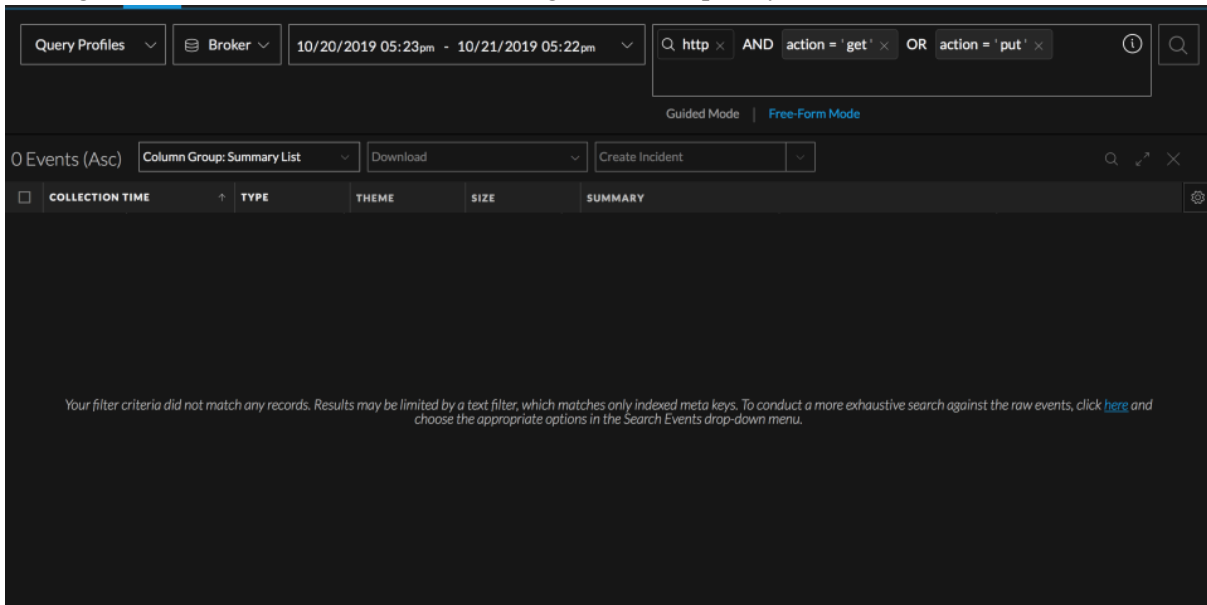 Query Profiles Broker 10/20/2019 05:23pm - 10/21/2019 05:22pm http × AND action = 'get' × OR action = 'put' ×
Guided Mode | Free-Form Mode
0 Events (Asc) Column Group: Summary List Download Create Incident
COLLECTION TIME ↑ TYPE THEME SIZE SUMMARY
Your filter criteria did not match any records. Results may be limited by a text filter, which matches only indexed meta keys. To conduct a more exhaustive search against the raw events, click here and
choose the appropriate options in the Search Events drop-down menu.